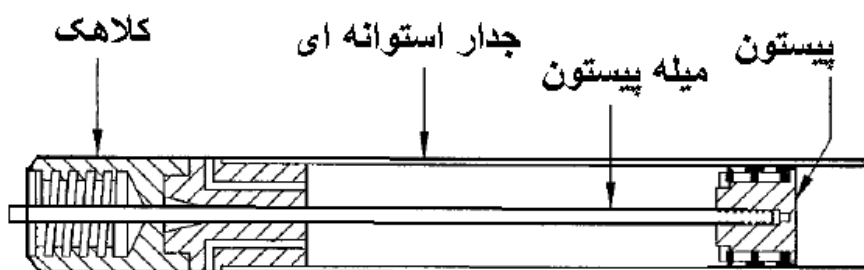 کلاهک
جدار استوانه ای
میله پیستون
پیستون